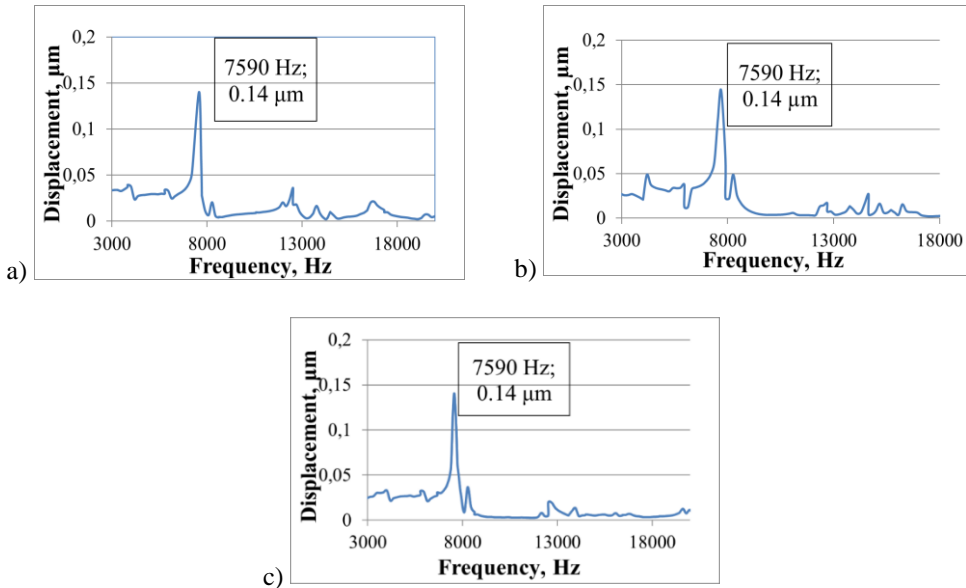 0,2
0,15
0,1
0,05
0
Displacement, µm
7590 Hz;
0.14 µm
3000 8000 13000 18000
Frequency, Hz
a)
0,2
0,15
0,1
0,05
0
Displacement, µm
7590 Hz;
0.14 µm
3000 8000 13000 18000
Frequency, Hz
b)
0,2
0,15
0,1
0,05
0
Displacement, µm
7590 Hz;
0.14 µm
3000 8000 13000 18000
Frequency, Hz
c)